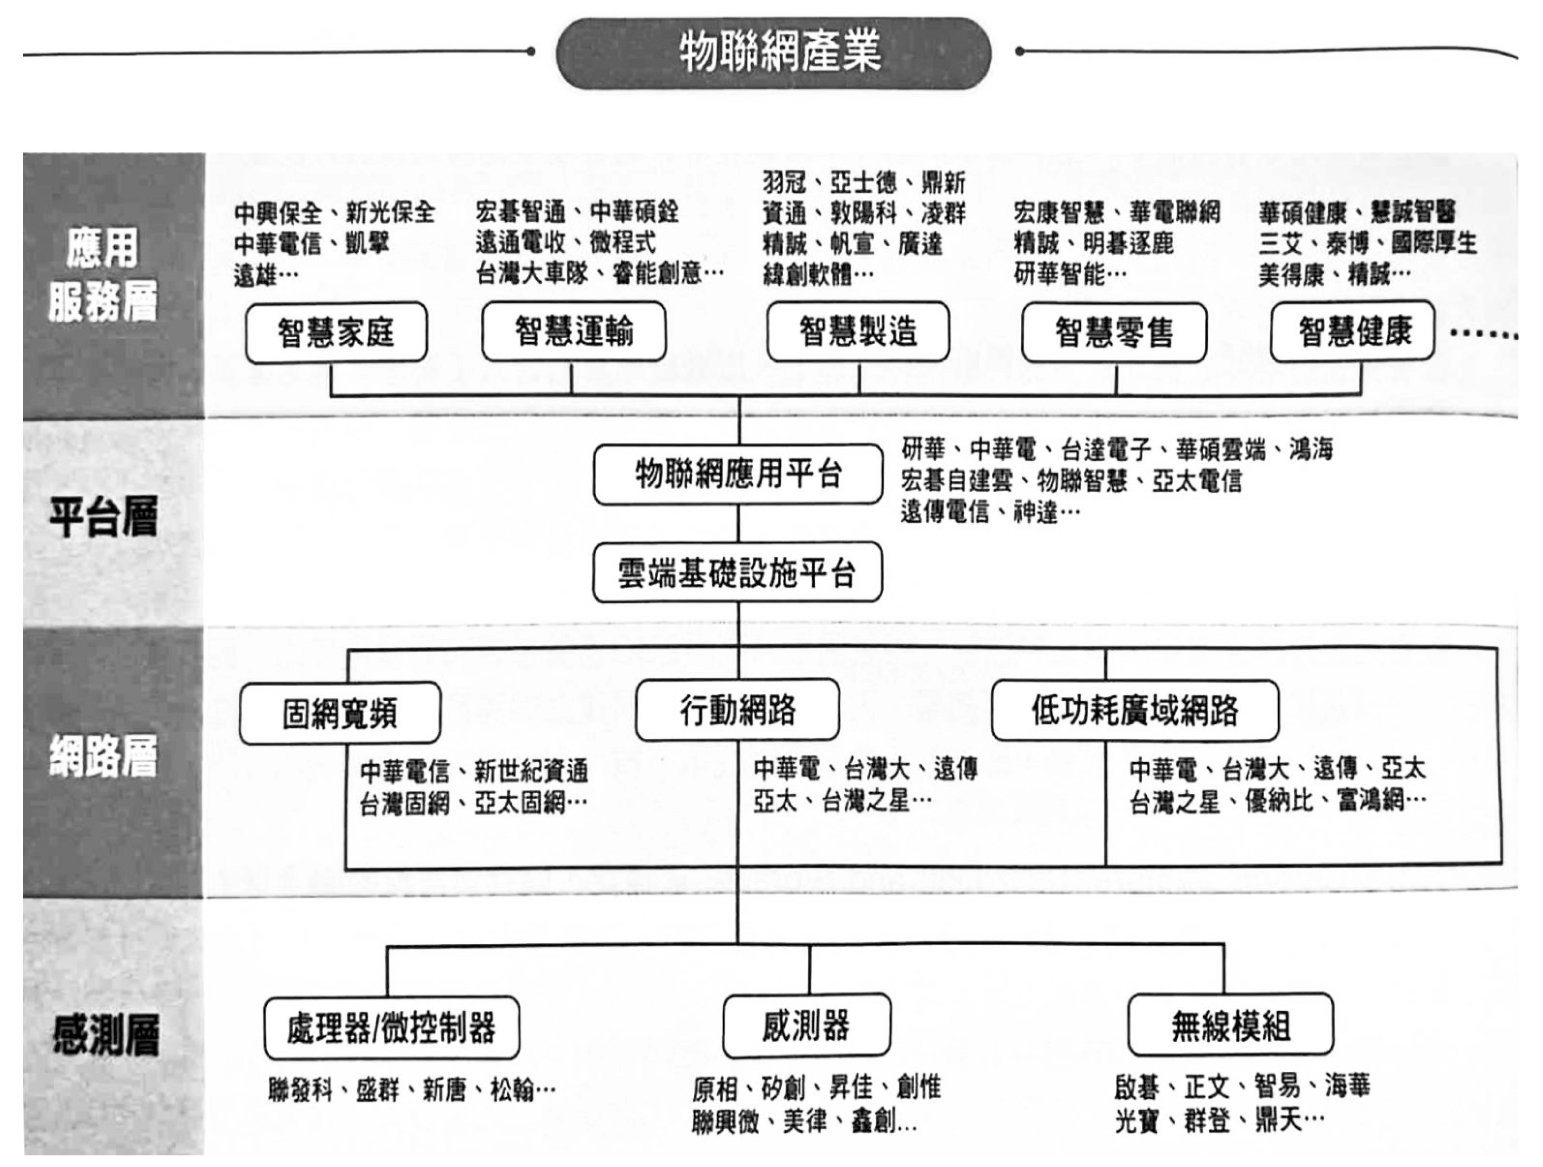 物聯網產業
應用
服務層
中興保全、新光保全
中華電信、凱擘
遠雄…
智慧家庭
宏碁智通、中華碩銓
遠通電收、微程式
台灣大車隊、睿能創意…
智慧運輸
羽冠、亞士德、鼎新
資通、敦陽科、凌群
精誠、帆宣、廣達
緯創軟體…
智慧製造
宏康智慧、華電聯網
精誠、明碁逐鹿
研華智能…
智慧零售
華碩健康、慧誠智醫
三艾、泰博、國際厚生
美得康、精誠…
智慧健康
平台層
物聯網應用平台
研華、中華電、台達電子、華碩雲端、鴻海
宏碁自建雲、物聯智慧、亞太電信
遠傳電信、神達…
雲端基礎設施平台
網路層
固網寬頻
中華電信、新世紀資通
台灣固網、亞太固網…
行動網路
中華電、台灣大、遠傳
亞太、台灣之星…
低功耗廣域網路
中華電、台灣大、遠傳、亞太
台灣之星、優納比、富鴻網…
感測層
處理器/微控制器
聯發科、盛群、新唐、松翰…
感測器
原相、矽創、昇佳、創惟
聯興微、美律、鑫創...
無線模組
啟碁、正文、智易、海華
光寶、群登、鼎天…